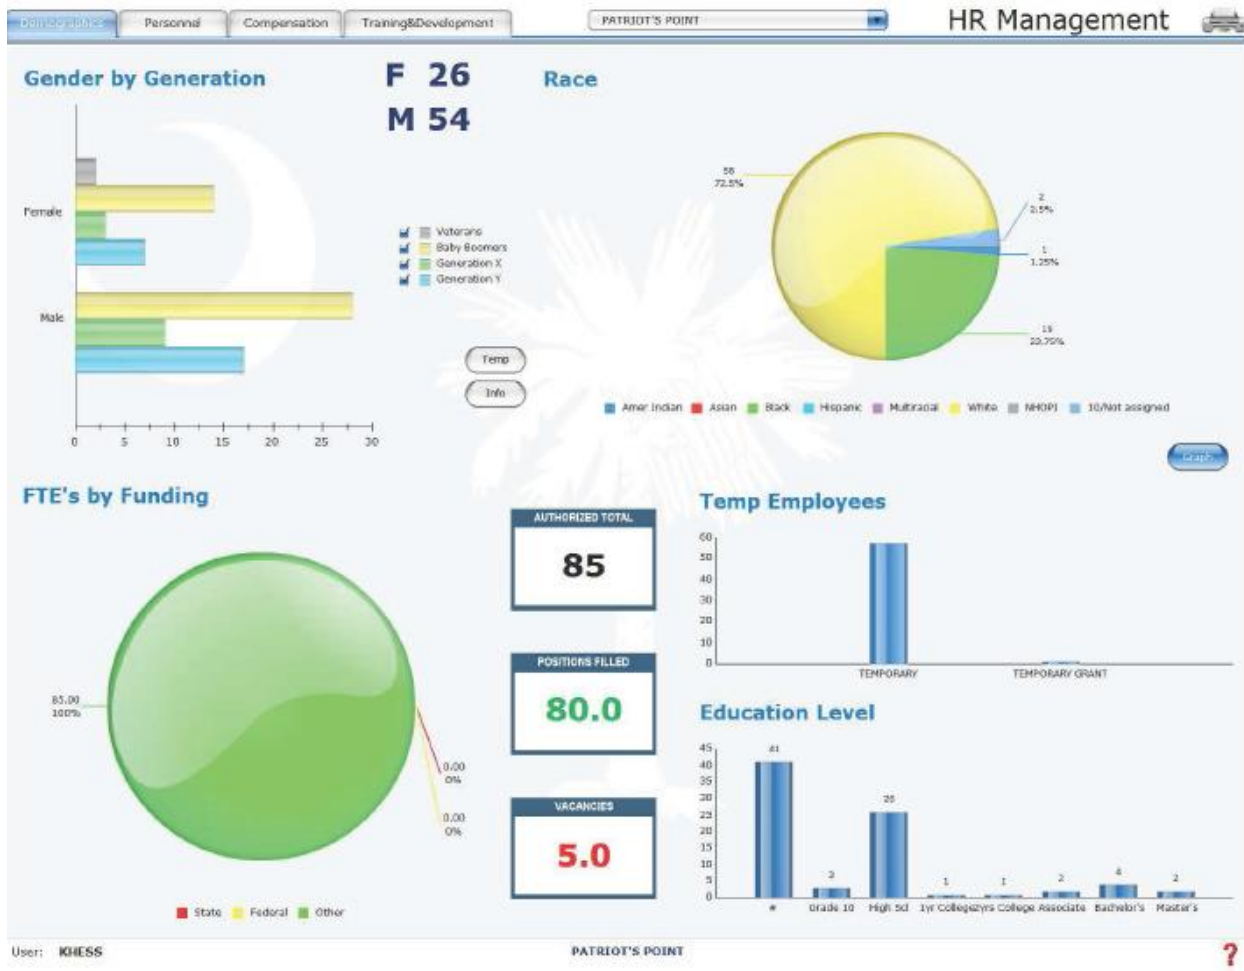 Demographics
Personnel
Compensation
Training&Development
PATRIOT'S POINT
HR Management
Gender by Generation
F 26
M 54
Female
Male
0 5 10 15 20 25 30
Veterans
Baby Boomers
Generation X
Generation Y
Temp
Info
Race
58
72.5%
2
2.5%
1
1.25%
19
23.75%
Amer Indian Asian Black Hispanic Multiracial White NHOPI 10/Not assigned
Graph
FTE's by Funding
85.00
100%
0.00
0%
0.00
0%
State Federal Other
AUTHORIZED TOTAL
85
POSITIONS FILLED
80.0
VACANCIES
5.0
Temp Employees
60
50
40
30
20
10
0
TEMPORARY TEMPORARY GRANT
Education Level
45
40
35
30
25
20
15
10
5
0
41
3
26
1
1
2
4
2
# Grade 10 High Scl 1yr College 2yrs College Associate Bachelor's Master's
User: KHESS
PATRIOT'S POINT
?